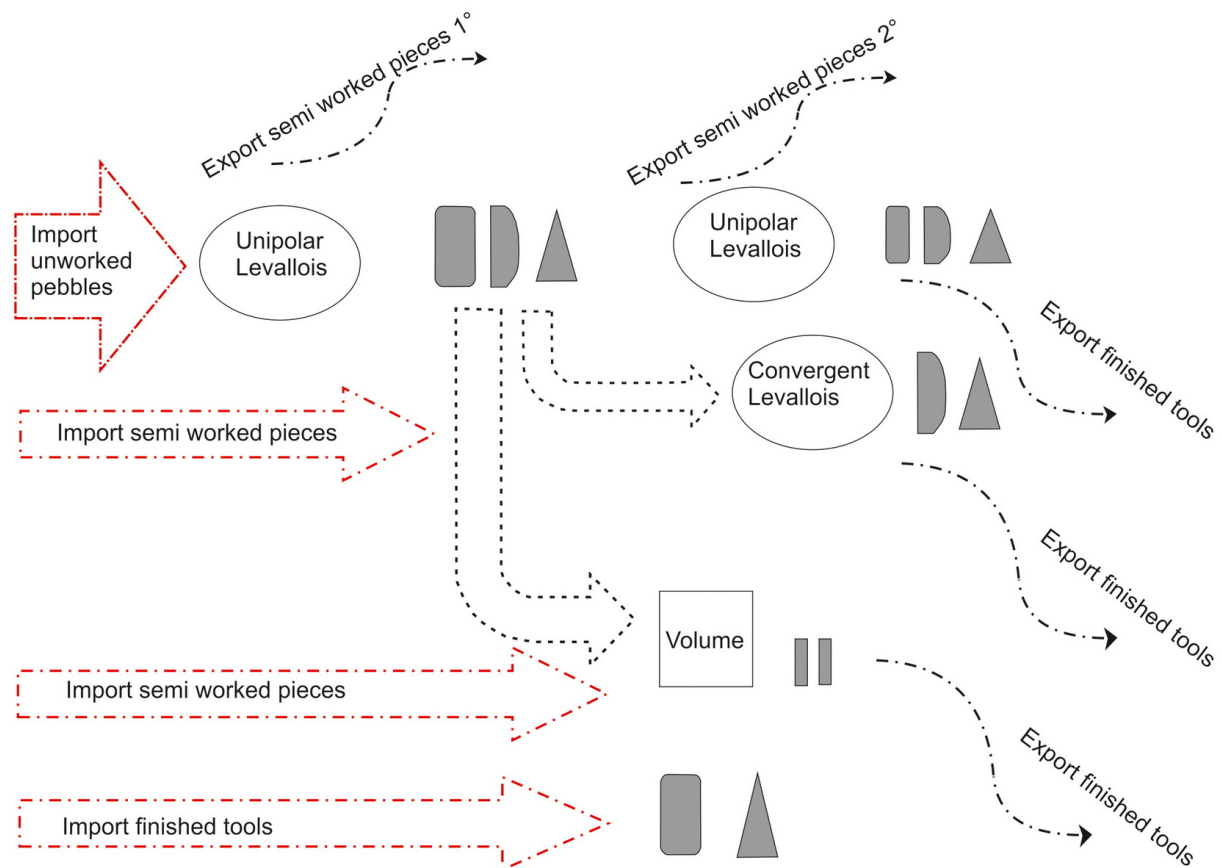 Export semi worked pieces 1°
Export semi worked pieces 2°
Import
unworked
pebbles
Unipolar
Levallois
Unipolar
Levallois
Export finished tools
Convergent
Levallois
Import semi worked pieces
Export finished tools
Volume
Import semi worked pieces
Export finished tools
Import finished tools